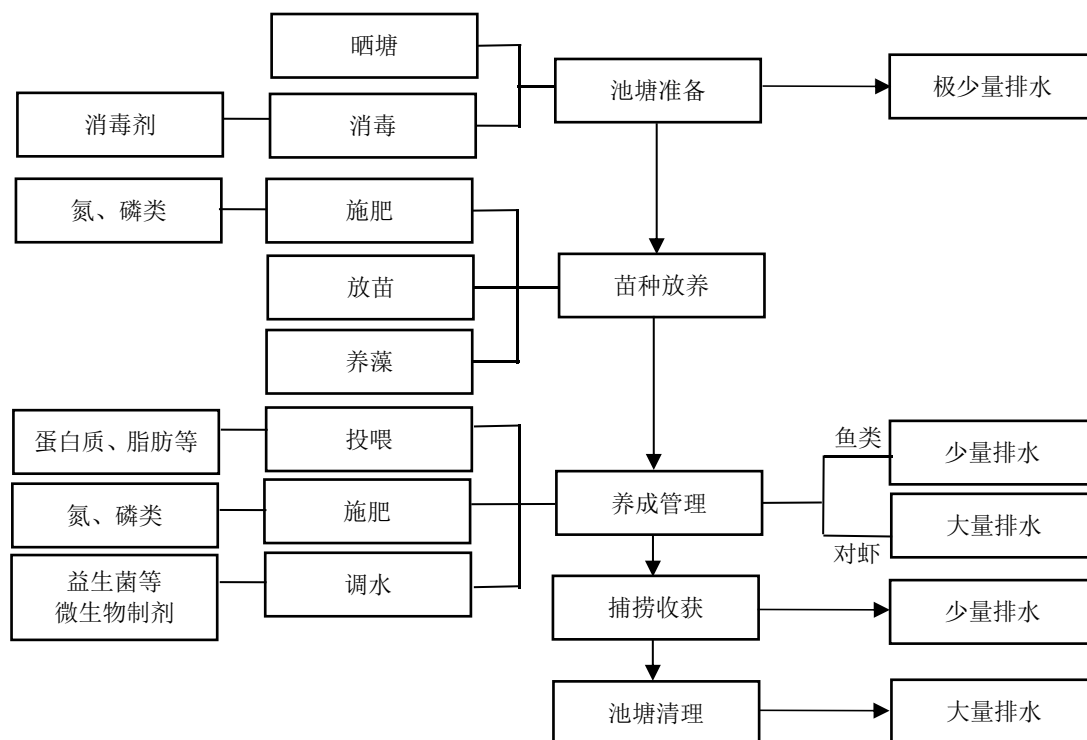 晒塘
池塘准备
极少量排水
消毒剂
消毒
氮、磷类
施肥
放苗
苗种放养
养藻
蛋白质、脂肪等
投喂
鱼类
少量排水
氮、磷类
施肥
养成管理
大量排水
对虾
益生菌等
微生物制剂
调水
捕捞收获
少量排水
池塘清理
大量排水